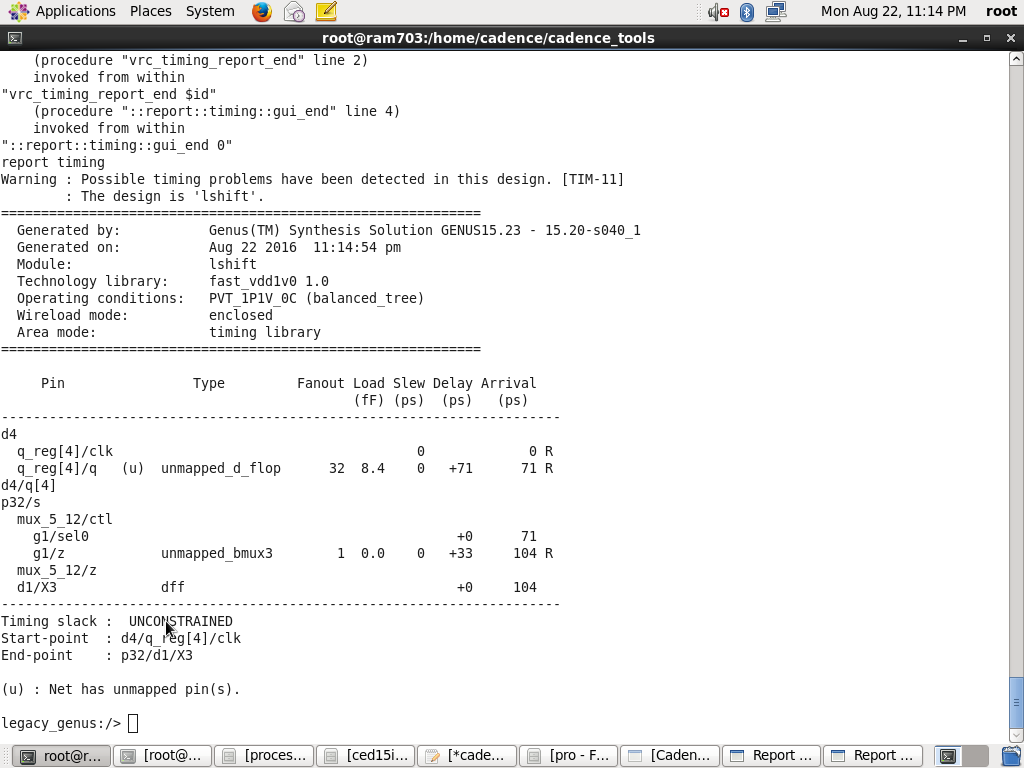 Applications Places System Mon Aug 22, 11:14 PM root
root@ram703:/home/cadence/cadence_tools
    (procedure "vrc_timing_report_end" line 2)
    invoked from within
"vrc_timing_report_end $id"
    (procedure "::report::timing::gui_end" line 4)
    invoked from within
"::report::timing::gui_end 0"
report timing
Warning : Possible timing problems have been detected in this design. [TIM-11]
        : The design is 'lshift'.
============================================================
  Generated by:           Genus(TM) Synthesis Solution GENUS15.23 - 15.20-s040_1
  Generated on:           Aug 22 2016  11:14:54 pm
  Module:                 lshift
  Technology library:     fast_vdd1v0 1.0
  Operating conditions:   PVT_1P1V_0C (balanced_tree)
  Wireload mode:          enclosed
  Area mode:              timing library
============================================================
     Pin                Type         Fanout Load Slew Delay Arrival
                                            (fF) (ps)  (ps)   (ps)
----------------------------------------------------------------------
d4
  q_reg[4]/clk                                      0             0 R
  q_reg[4]/q   (u)  unmapped_d_flop      32  8.4    0   +71      71 R
d4/q[4]
p32/s
  mux_5_12/ctl
    g1/sel0                                              +0      71
    g1/z            unmapped_bmux3        1  0.0    0   +33     104 R
  mux_5_12/z
  d1/X3             dff                                  +0     104
----------------------------------------------------------------------
Timing slack :  UNCONSTRAINED
Start-point  : d4/q_reg[4]/clk
End-point    : p32/d1/X3
(u) : Net has unmapped pin(s).
legacy_genus:/>
root@r... [root@... [proces... [ced15i... [*cade... [pro - F... [Caden... Report ... Report ...